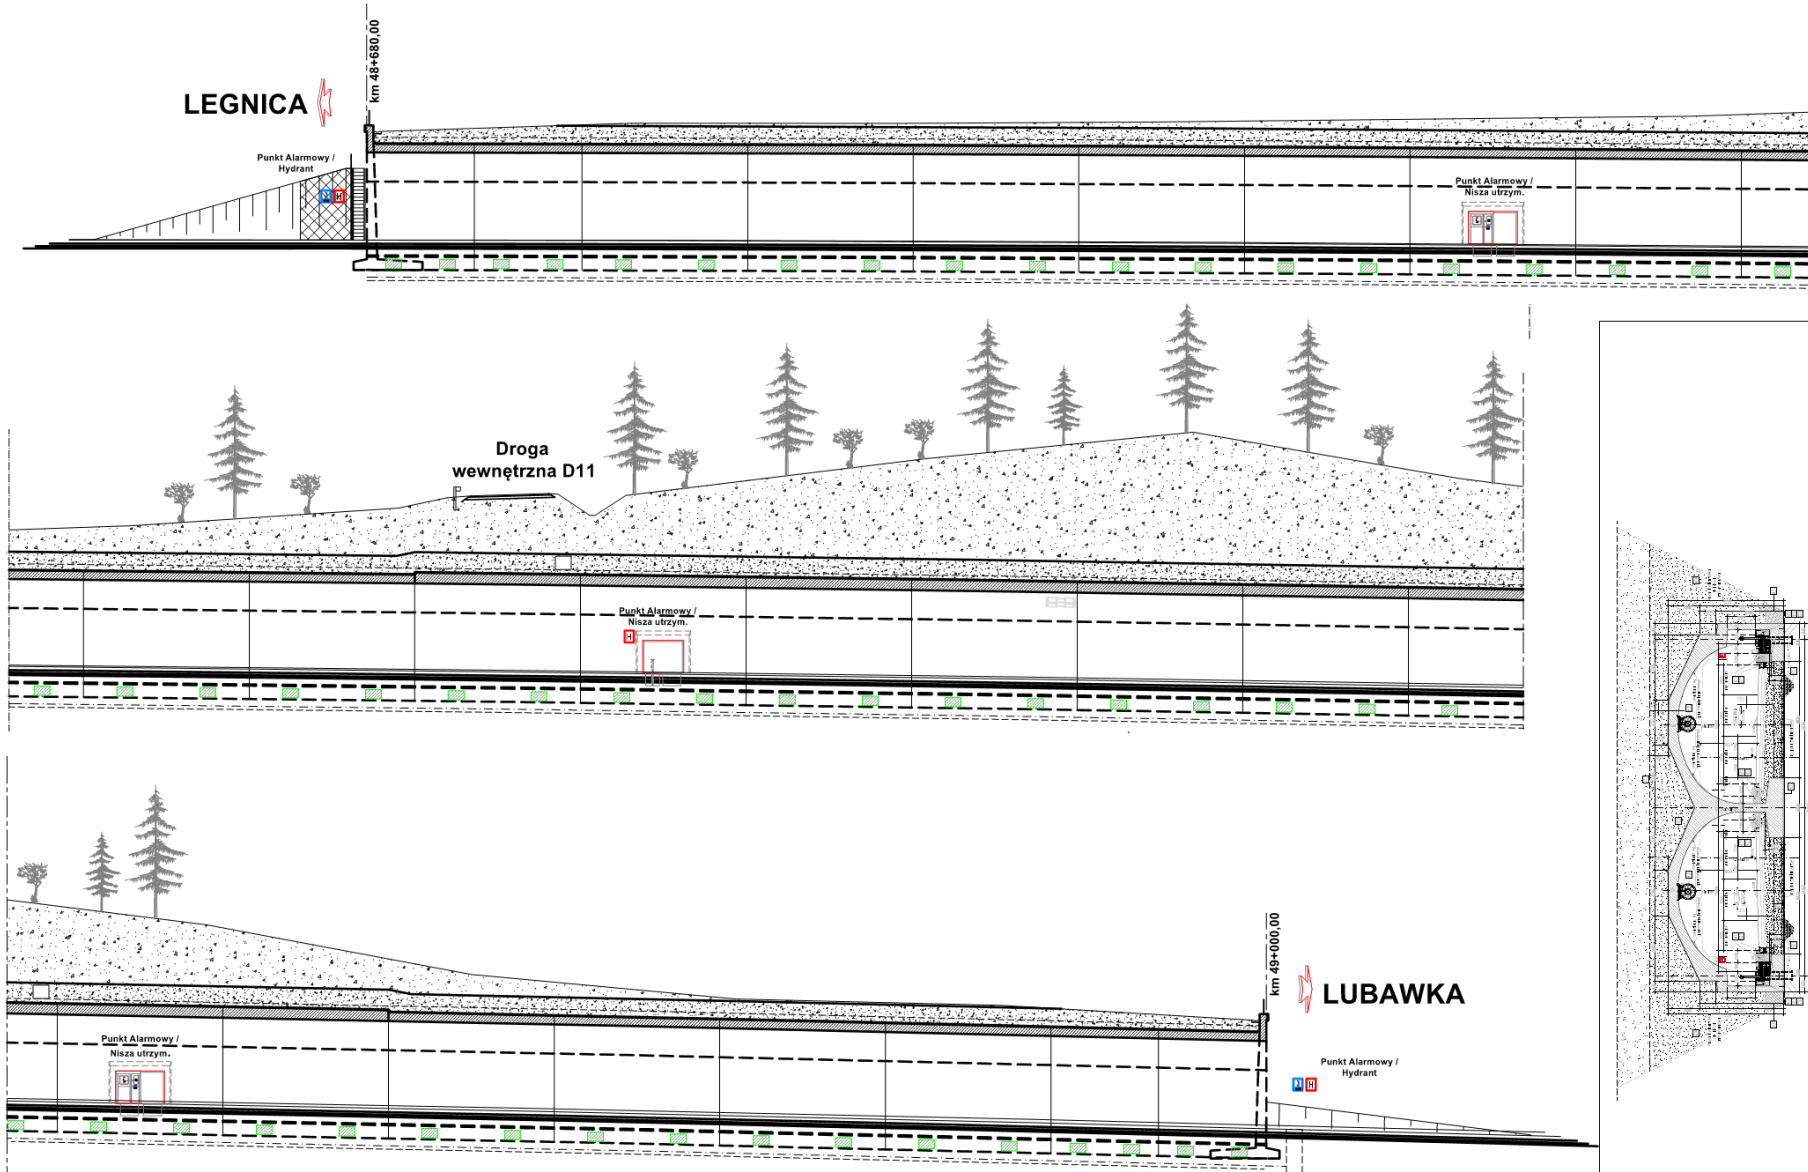 km 48+680,00
LEGNICA
Punkt Alarmowy /
Hydrant
H
Punkt Alarmowy /
Nisza utrzym.
Droga
wewnętrzna D11
Punkt Alarmowy /
Nisza utrzym.
H
km 49+000,00
LUBAWKA
Punkt Alarmowy /
Nisza utrzym.
Punkt Alarmowy /
Hydrant
H